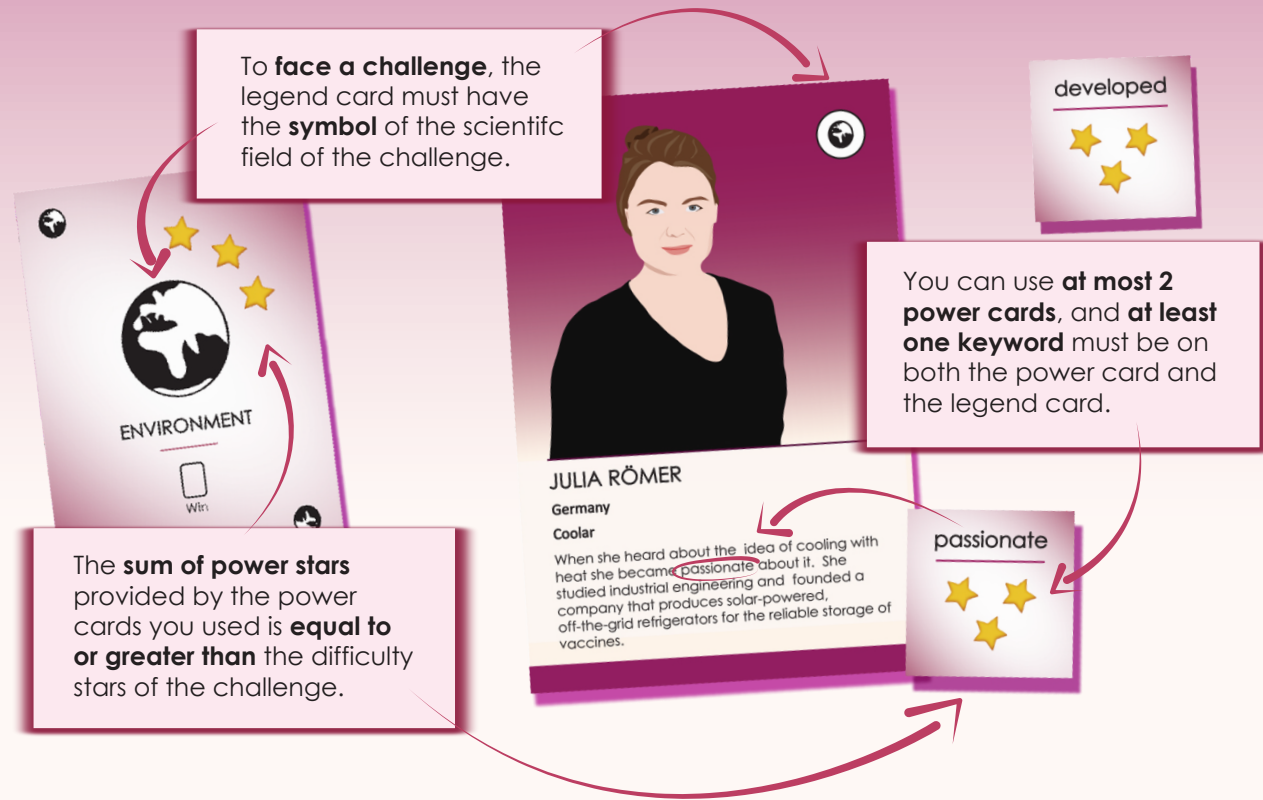 To face a challenge, the
legend card must have
the symbol of the scientifc
field of the challenge.
developed
You can use at most 2
power cards, and at least
one keyword must be on
both the power card and
the legend card.
ENVIRONMENT
Win
JULIA RÖMER
Germany
Coolar
When she heard about the idea of cooling with
heat she became passionate about it. She
studied industrial engineering and founded a
company that produces solar-powered,
off-the-grid refrigerators for the reliable storage of
vaccines.
passionate
The sum of power stars
provided by the power
cards you used is equal to
or greater than the difficulty
stars of the challenge.